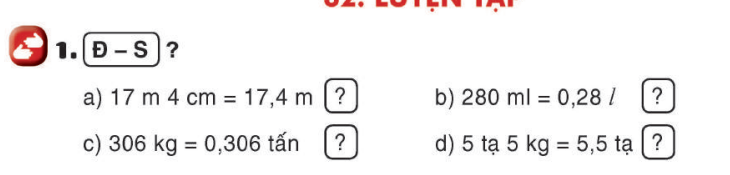 1. Đ – S ?
a) 17 m 4 cm = 17,4 m ? b) 280 ml = 0,28 l ?
c) 306 kg = 0,306 tấn ? d) 5 tạ 5 kg = 5,5 tạ ?